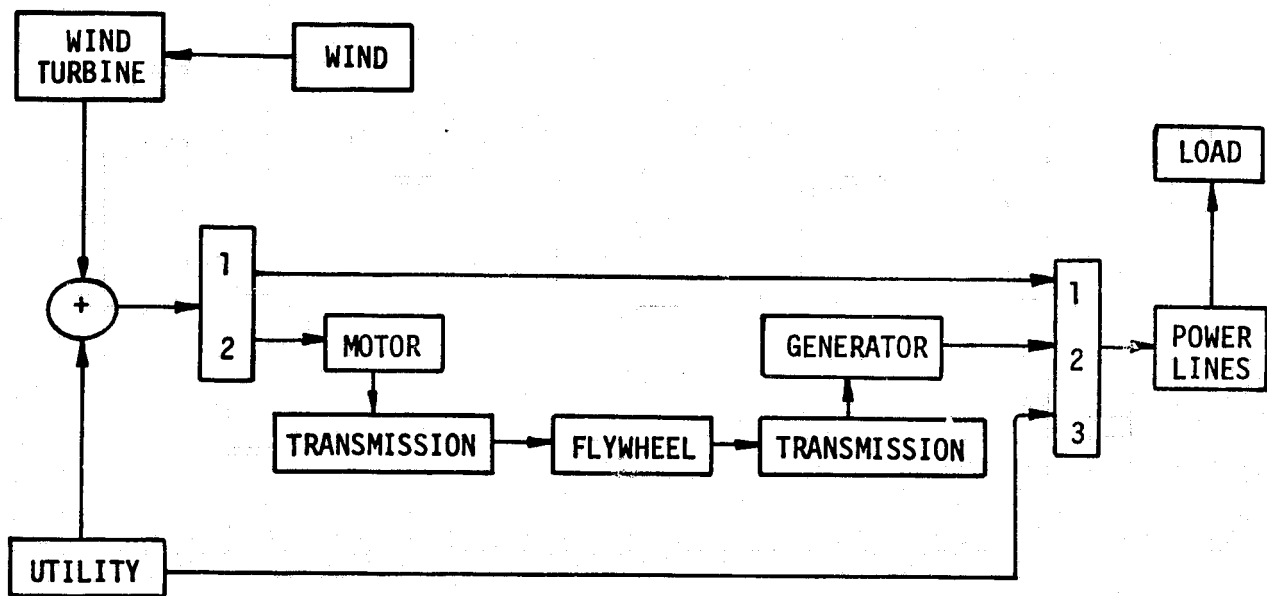 WIND
TURBINE
WIND
LOAD
+
1
2
MOTOR
GENERATOR
1
2
3
POWER
LINES
TRANSMISSION
FLYWHEEL
TRANSMISSION
UTILITY